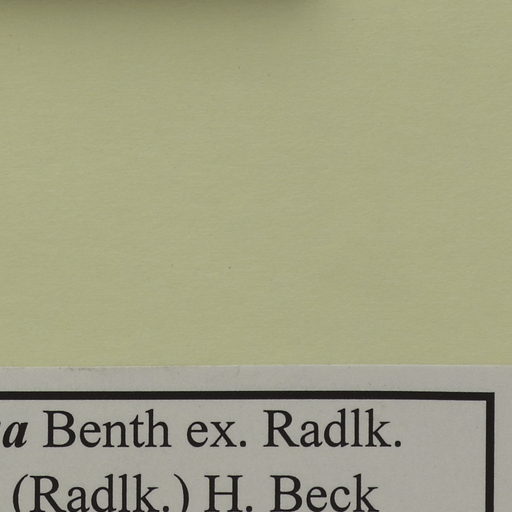 Benth ex. Radlk.
(Radlk.) H. Beck